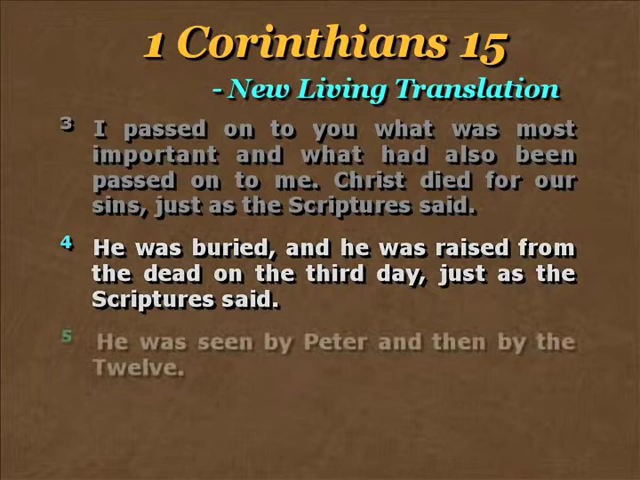 1 Corinthians 15
- New Living Translation
3 I passed on to you what was most
important and what had also been
passed on to me. Christ died for our
sins, just as the Scriptures said.
4 He was buried, and he was raised from
the dead on the third day, just as the
Scriptures said.
5 He was seen by Peter and then by the
Twelve.